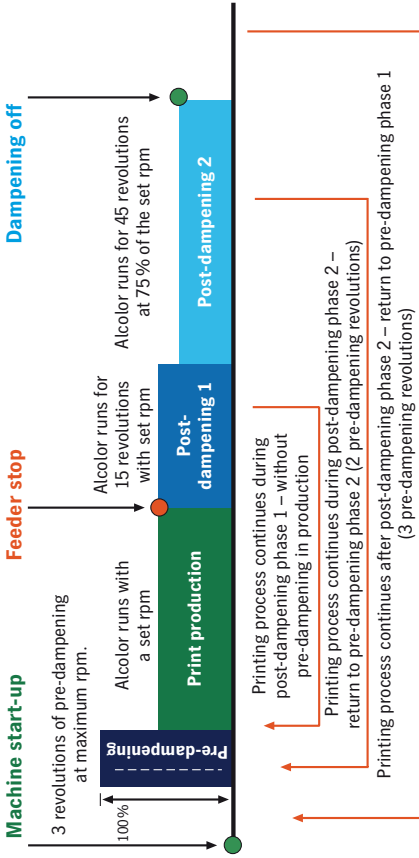 Machine start-up
Feeder stop
Dampening off
3 revolutions of pre-dampening
at maximum rpm.
Alcolor runs with
a set rpm
Alcolor runs for
15 revolutions
with set rpm
Alcolor runs for 45 revolutions
at 75 % of the set rpm
100%
Pre-dampening
Print production
Post-
dampening 1
Post-dampening 2
Printing process continues during
post-dampening phase 1 – without
pre-dampening in production
Printing process continues during post-dampening phase 2 –
return to pre-dampening phase 2 (2 pre-dampening revolutions)
Printing process continues after post-dampening phase 2 – return to pre-dampening phase 1
(3 pre-dampening revolutions)